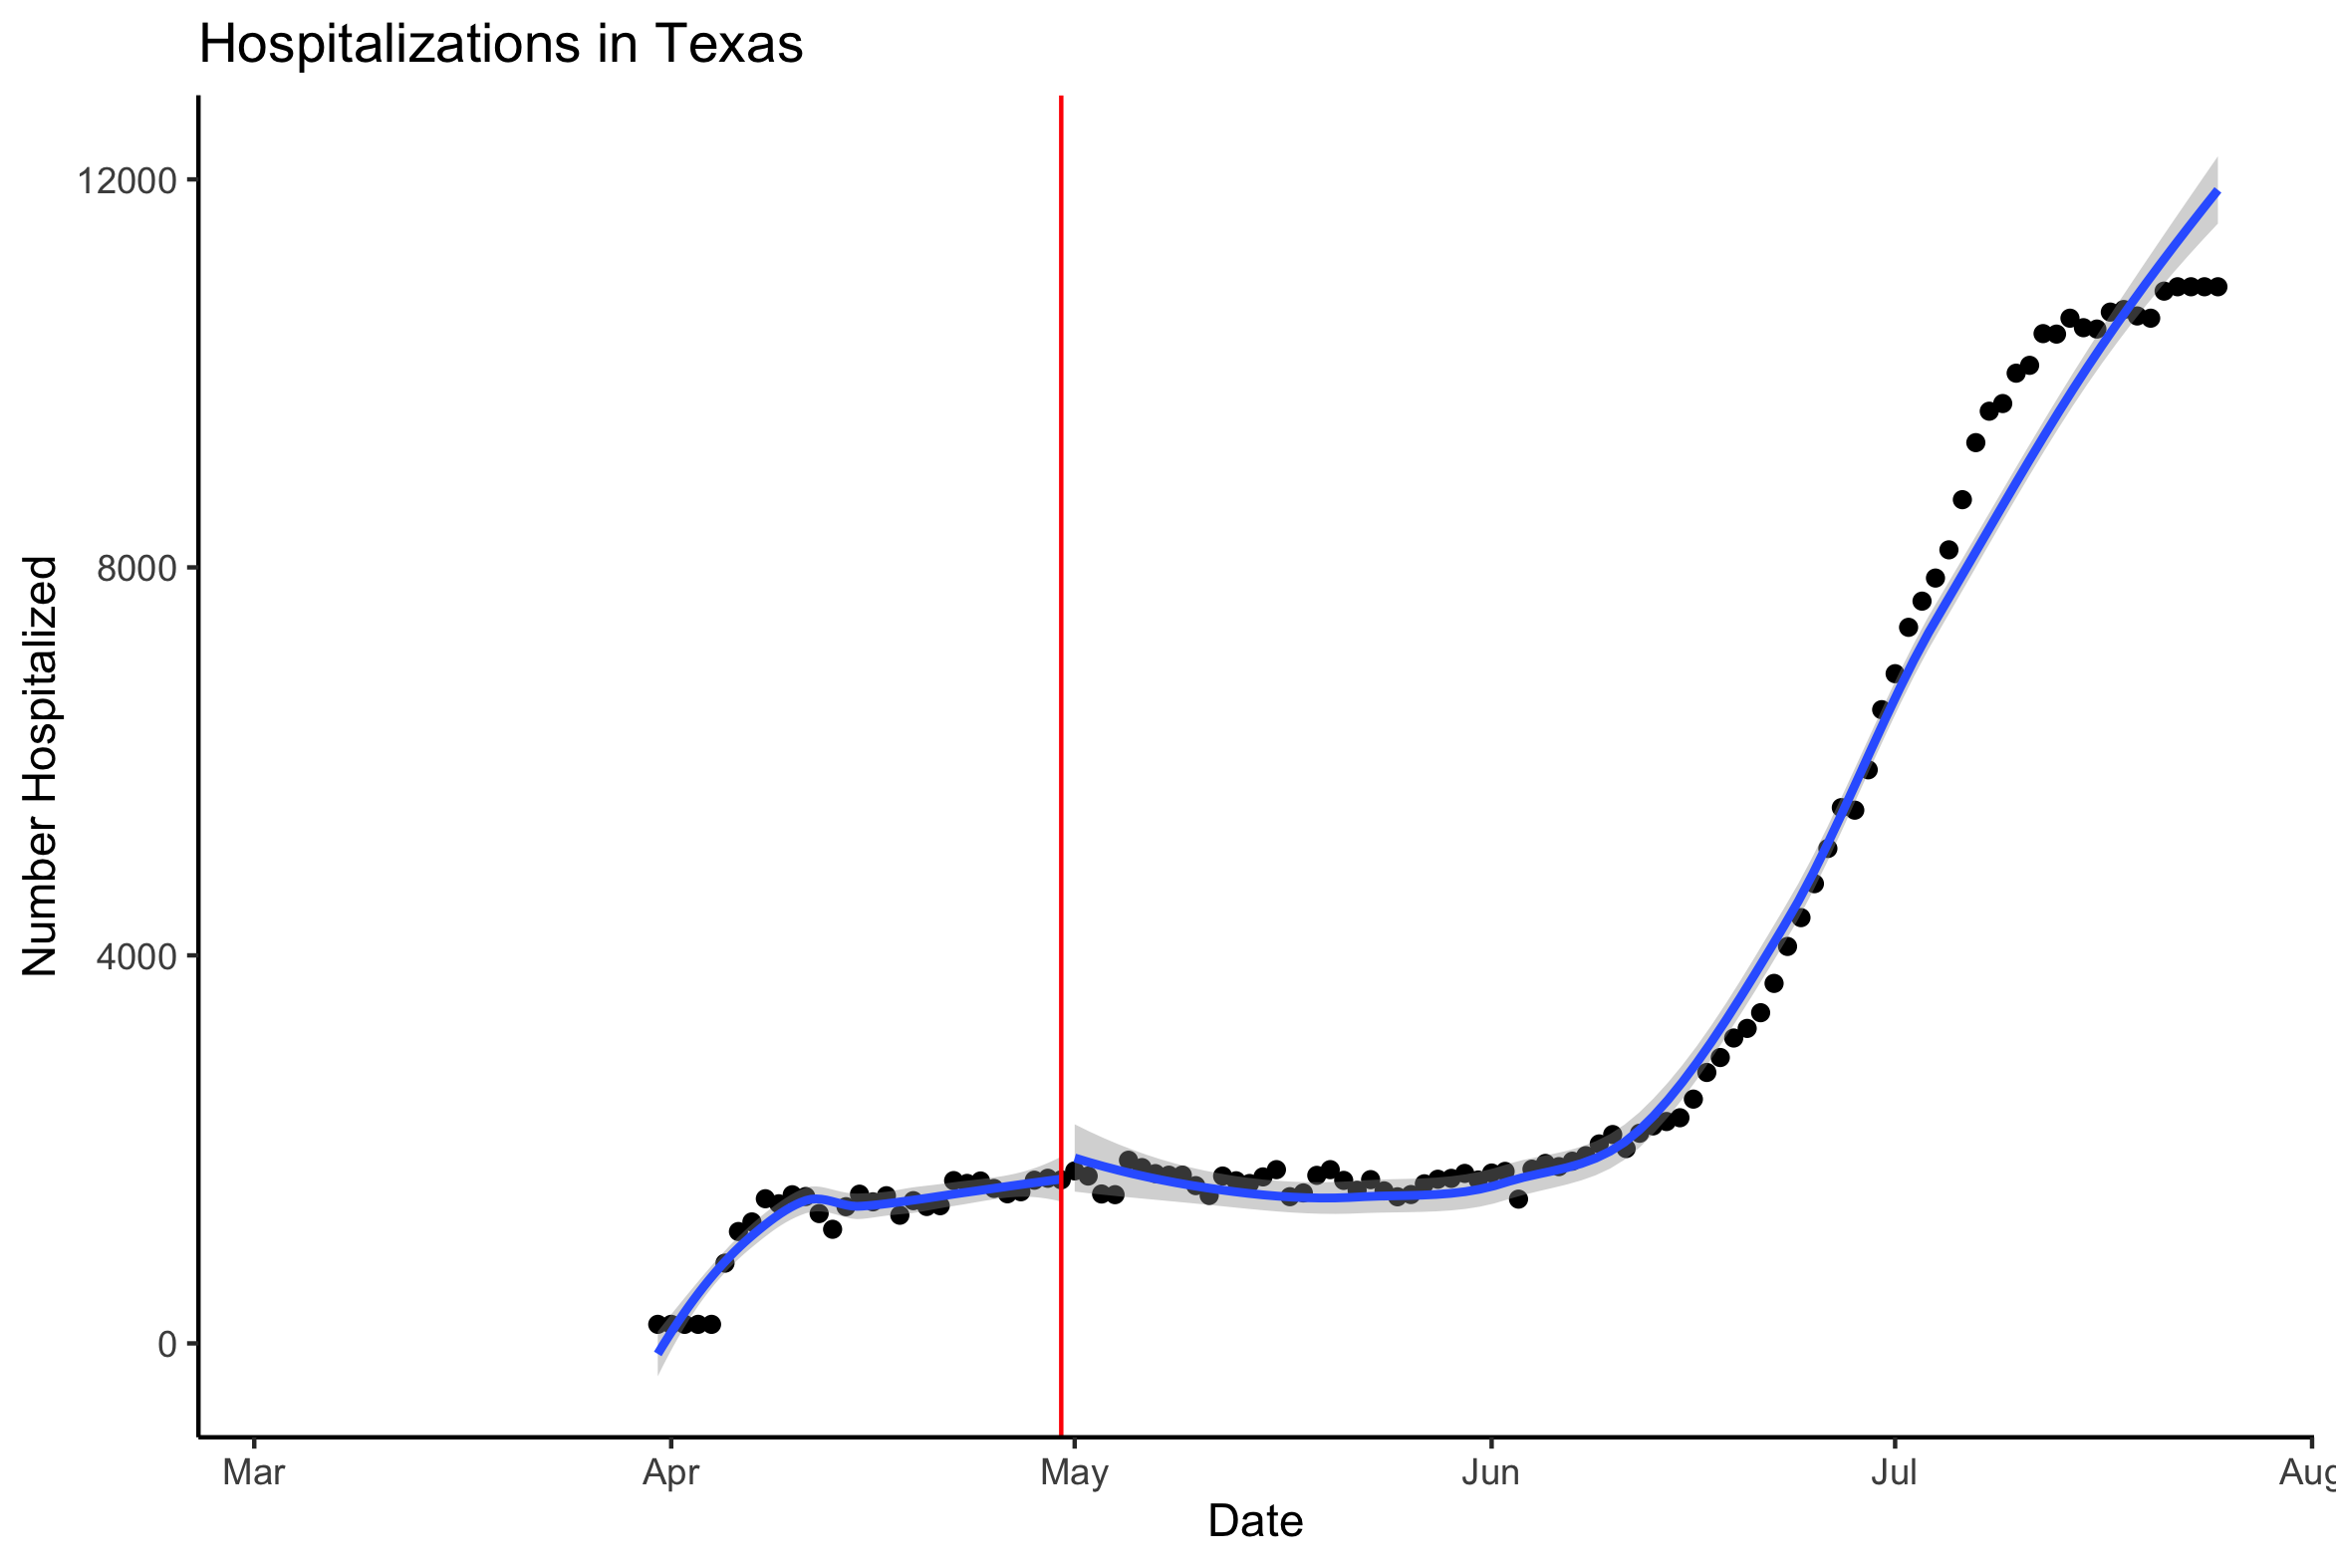 Hospitalizations in Texas
12000
8000
4000
0
Number Hospitalized
Mar Apr May Jun Jul Aug
Date